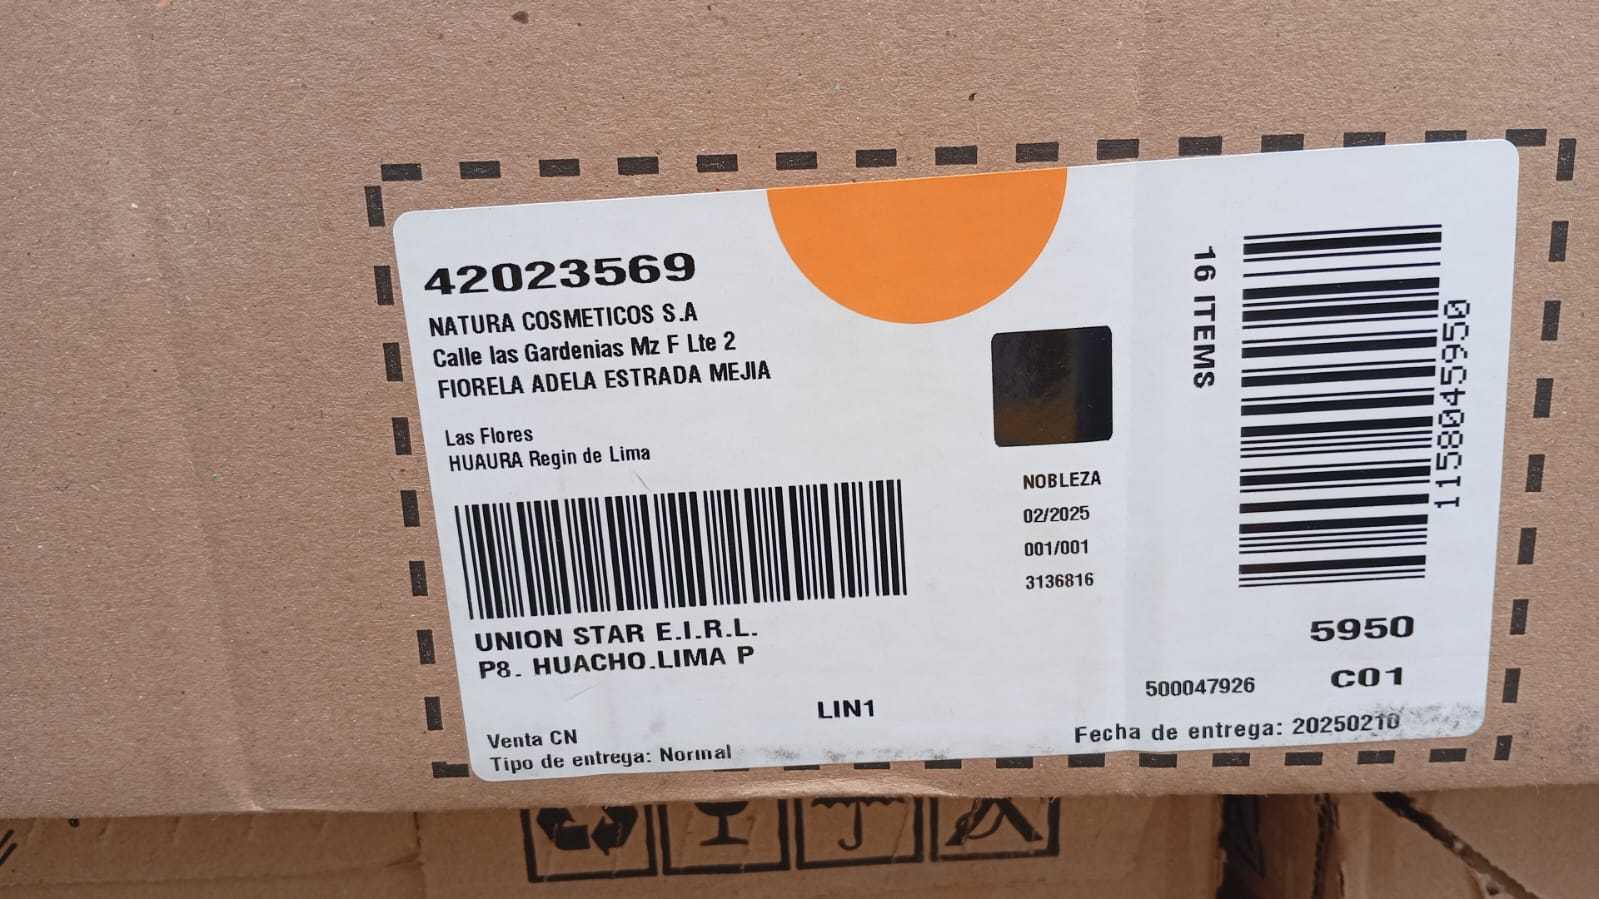 42023569
NATURA COSMETICOS S.A
Calle las Gardenias Mz F Lte 2
FIORELA ADELA ESTRADA MEJIA
Las Flores
HUAURA Regin de Lima
UNION STAR E.I.R.L.
P8. HUACHO.LIMA P
LIN1
Venta CN
Tipo de entrega: Normal
NOBLEZA
02/2025
001/001
3136816
16 ITEMS
1158045950
5950
C01
500047926
Fecha de entrega: 20250210